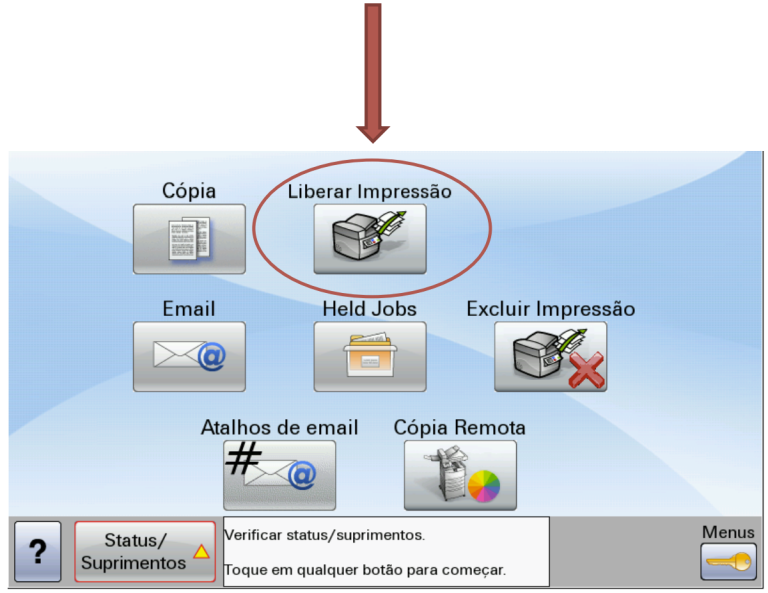 Cópia
Liberar Impressão
Email
Held Jobs
Excluir Impressão
Atalhos de email
Cópia Remota
#
?
Status/
Suprimentos
Verificar status/suprimentos.
Toque em qualquer botão para começar.
Menus